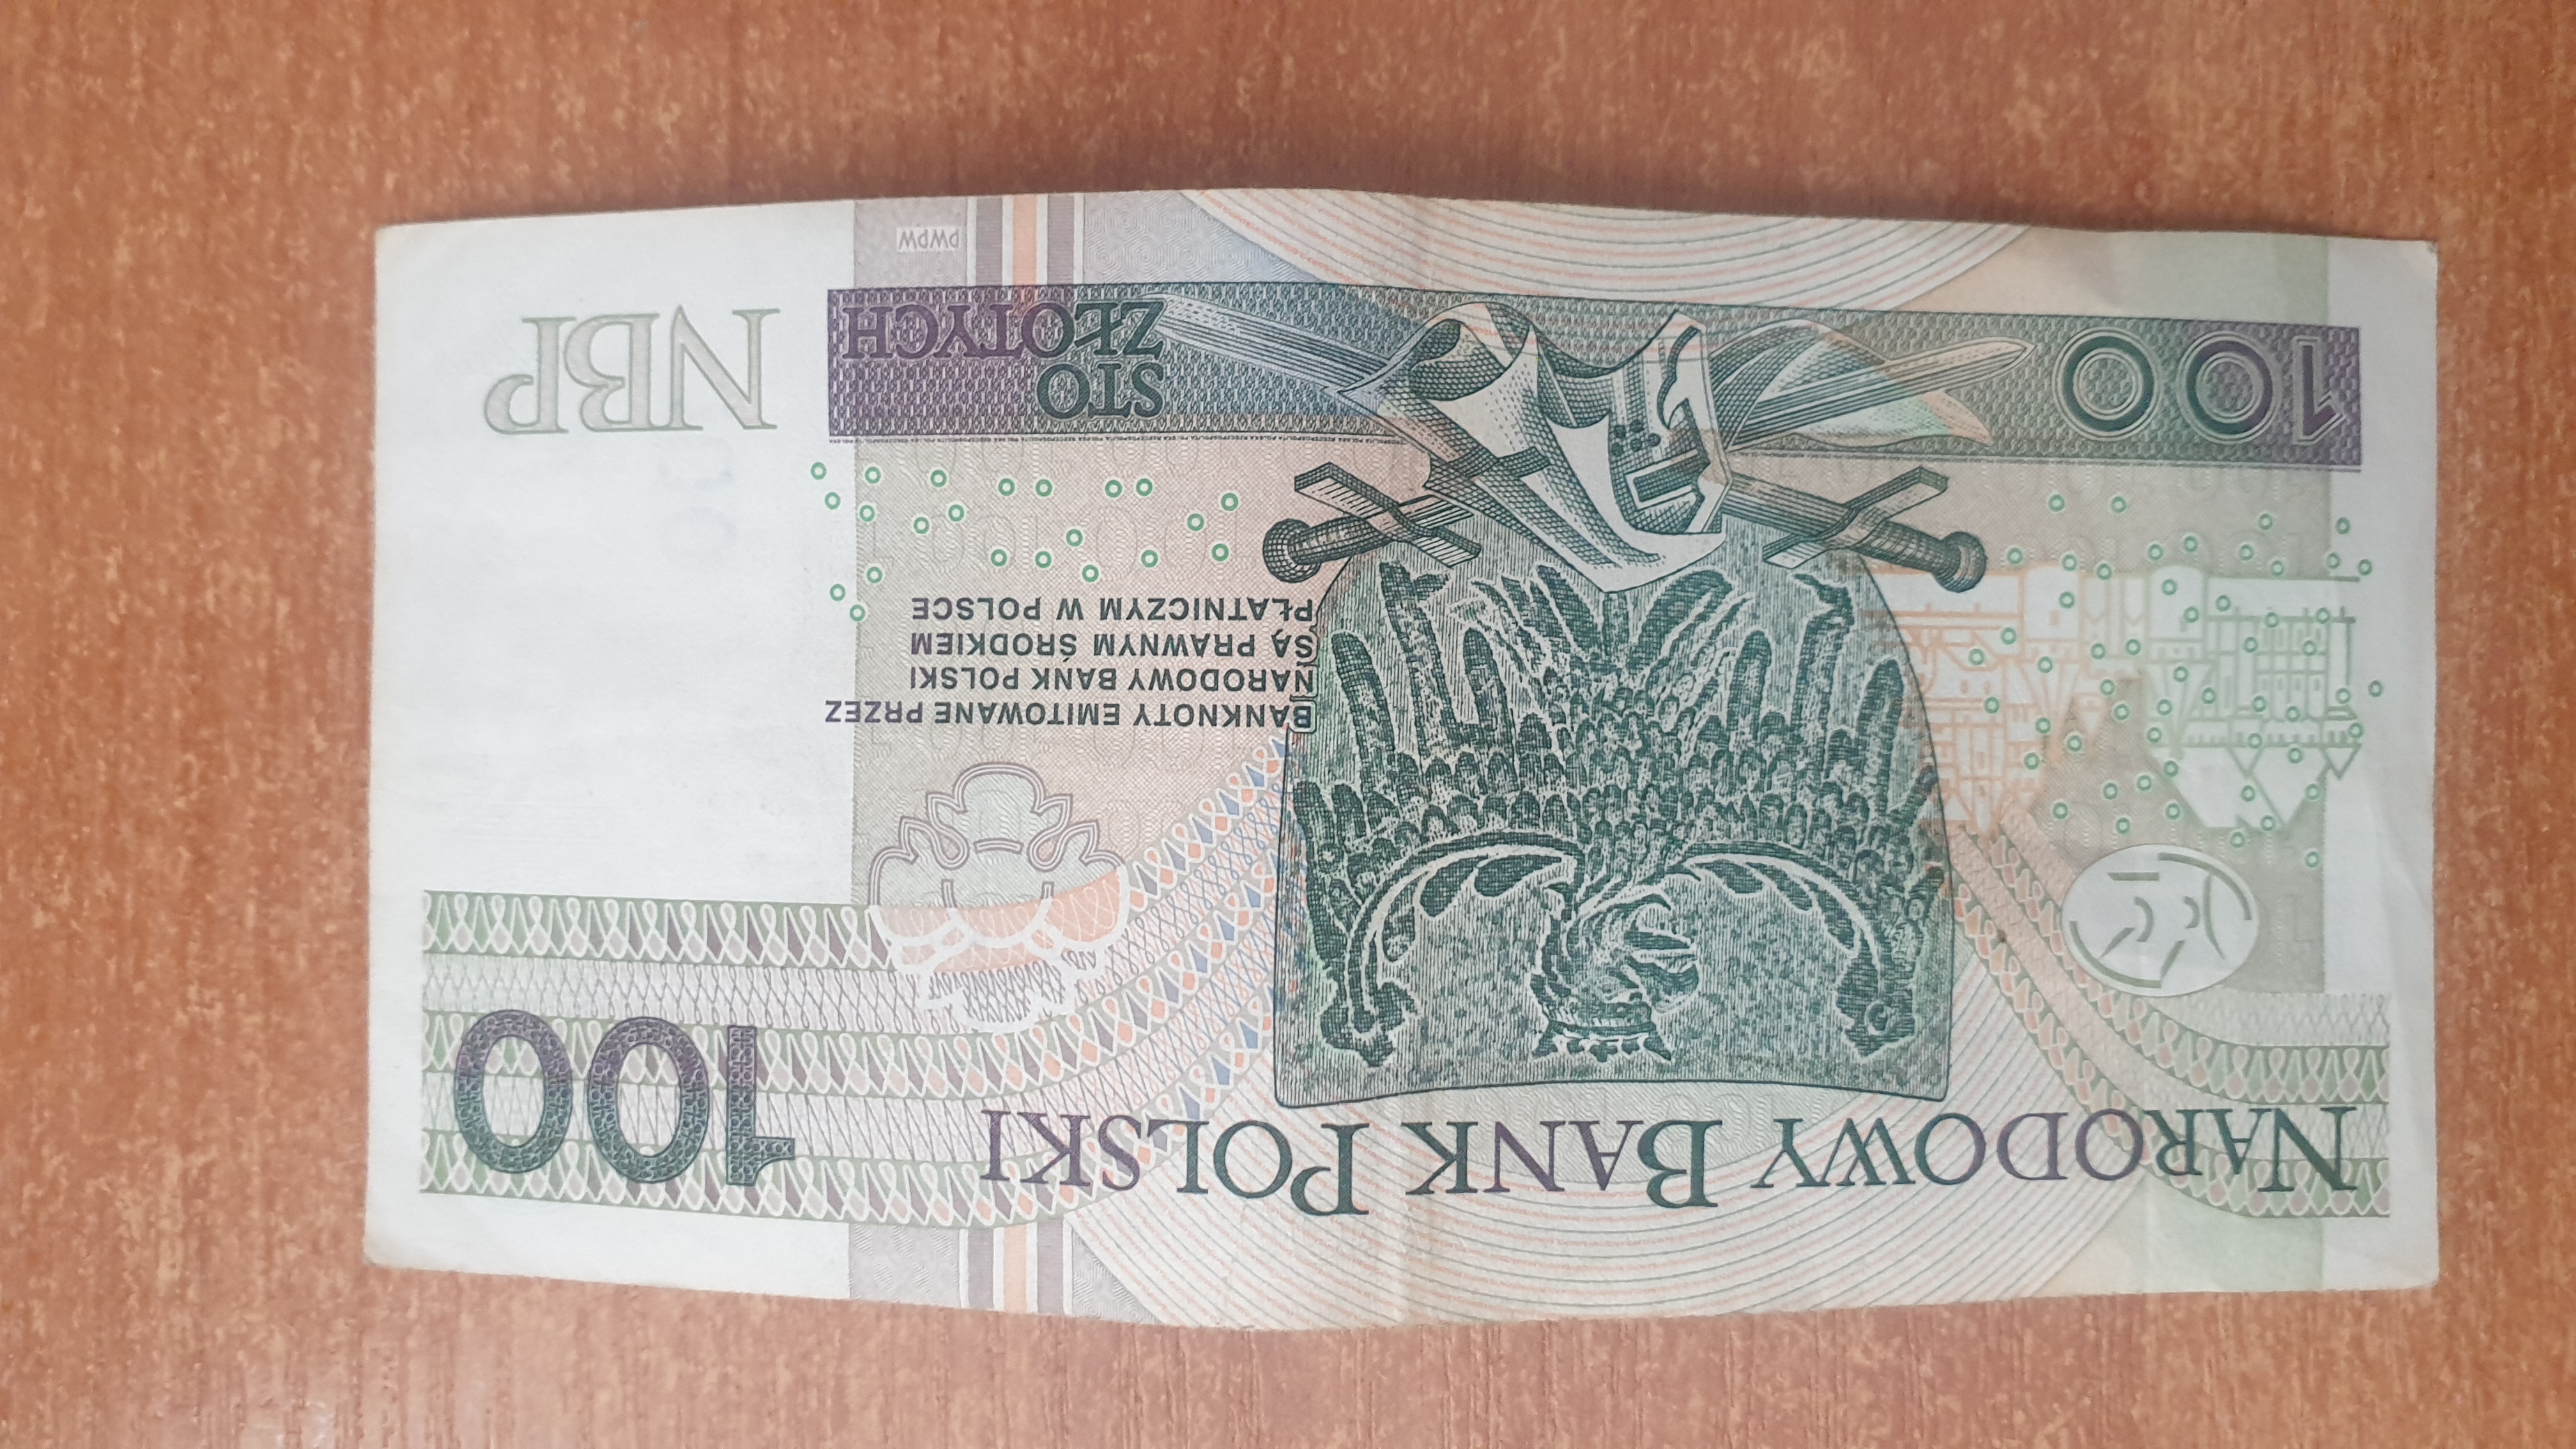 NARODOWY BANK POLSKI 100
BANKNOTY EMITOWANE PRZEZ
NARODOWY BANK POLSKI
SĄ PRAWNYM ŚRODKIEM
PŁATNICZYM W POLSCE
100
STO
ZŁOTYCH
NBP
PWPW